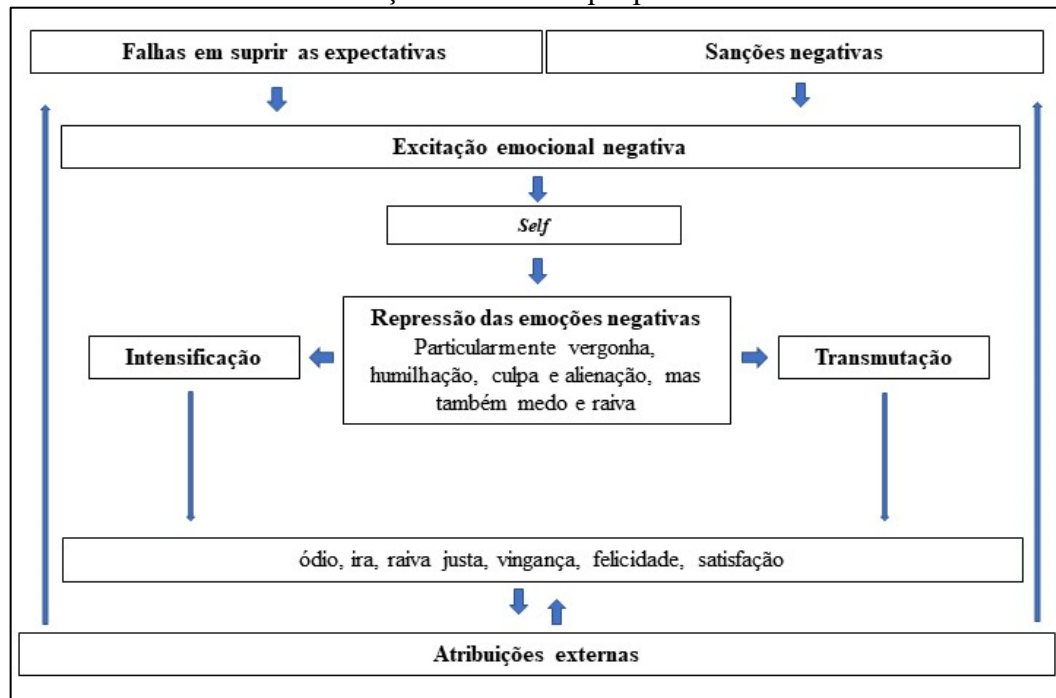 Falhas em suprir as expectativas
Sanções negativas
Excitação emocional negativa
Self
Repressão das emoções negativas
Particularmente vergonha,
humilhação, culpa e alienação, mas
também medo e raiva
Intensificação
Transmutação
ódio, ira, raiva justa, vingança, felicidade, satisfação
Atribuições externas